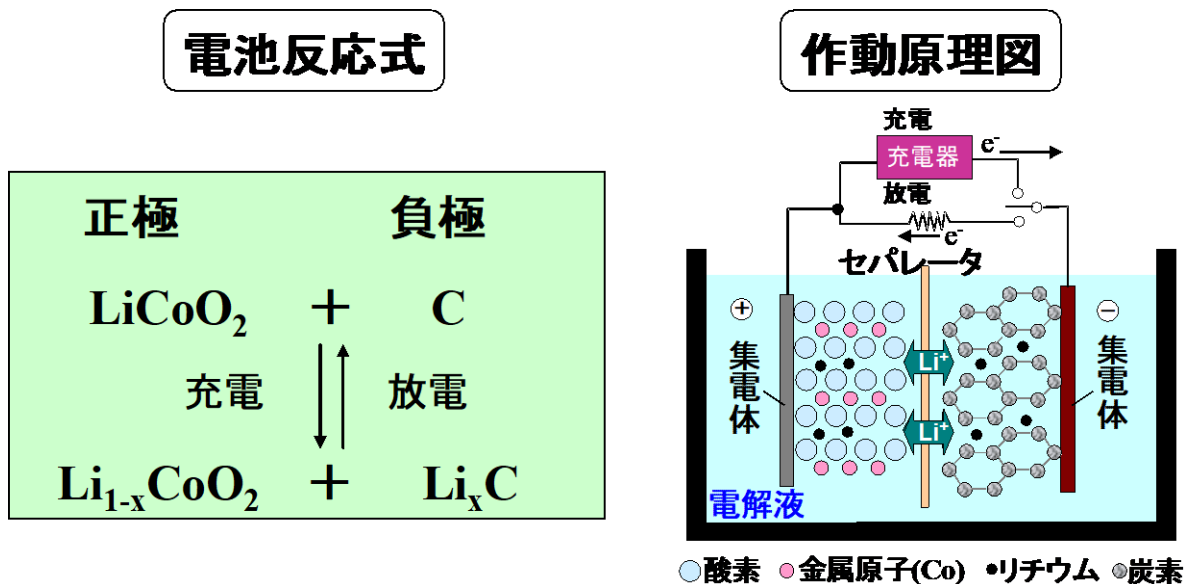 電池反応式
正極 負極
LiCoO₂ + C
充電 放電
Li₁₋ₓCoO₂ + LiₓC
作動原理図
充電
充電器 e⁻
放電
e⁻
セパレータ
+ −
集電体 Li⁺ 集電体
Li⁺
電解液
酸素 金属原子(Co) リチウム 炭素